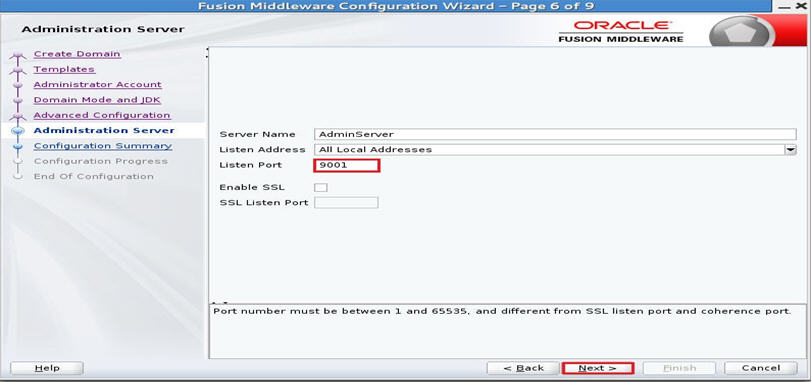 Fusion Middleware Configuration Wizard – Page 6 of 9
Administration Server
ORACLE
FUSION MIDDLEWARE
Create Domain
Templates
Administrator Account
Domain Mode and JDK
Advanced Configuration
Administration Server
Configuration Summary
Configuration Progress
End Of Configuration
Server Name AdminServer
Listen Address All Local Addresses
Listen Port 9001
Enable SSL
SSL Listen Port
Port number must be between 1 and 65535, and different from SSL listen port and coherence port.
Help < Back Next > Finish Cancel